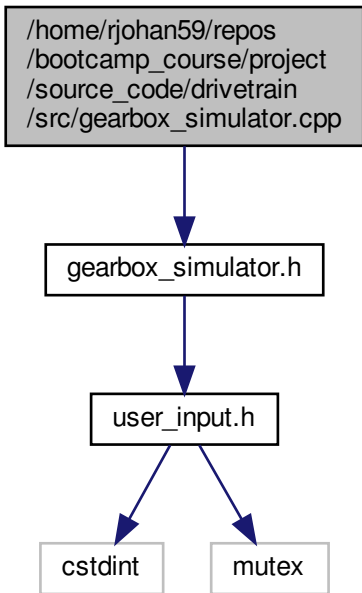 /home/rjohan59/repos
/bootcamp_course/project
/source_code/drivetrain
/src/gearbox_simulator.cpp
gearbox_simulator.h
user_input.h
cstdint
mutex